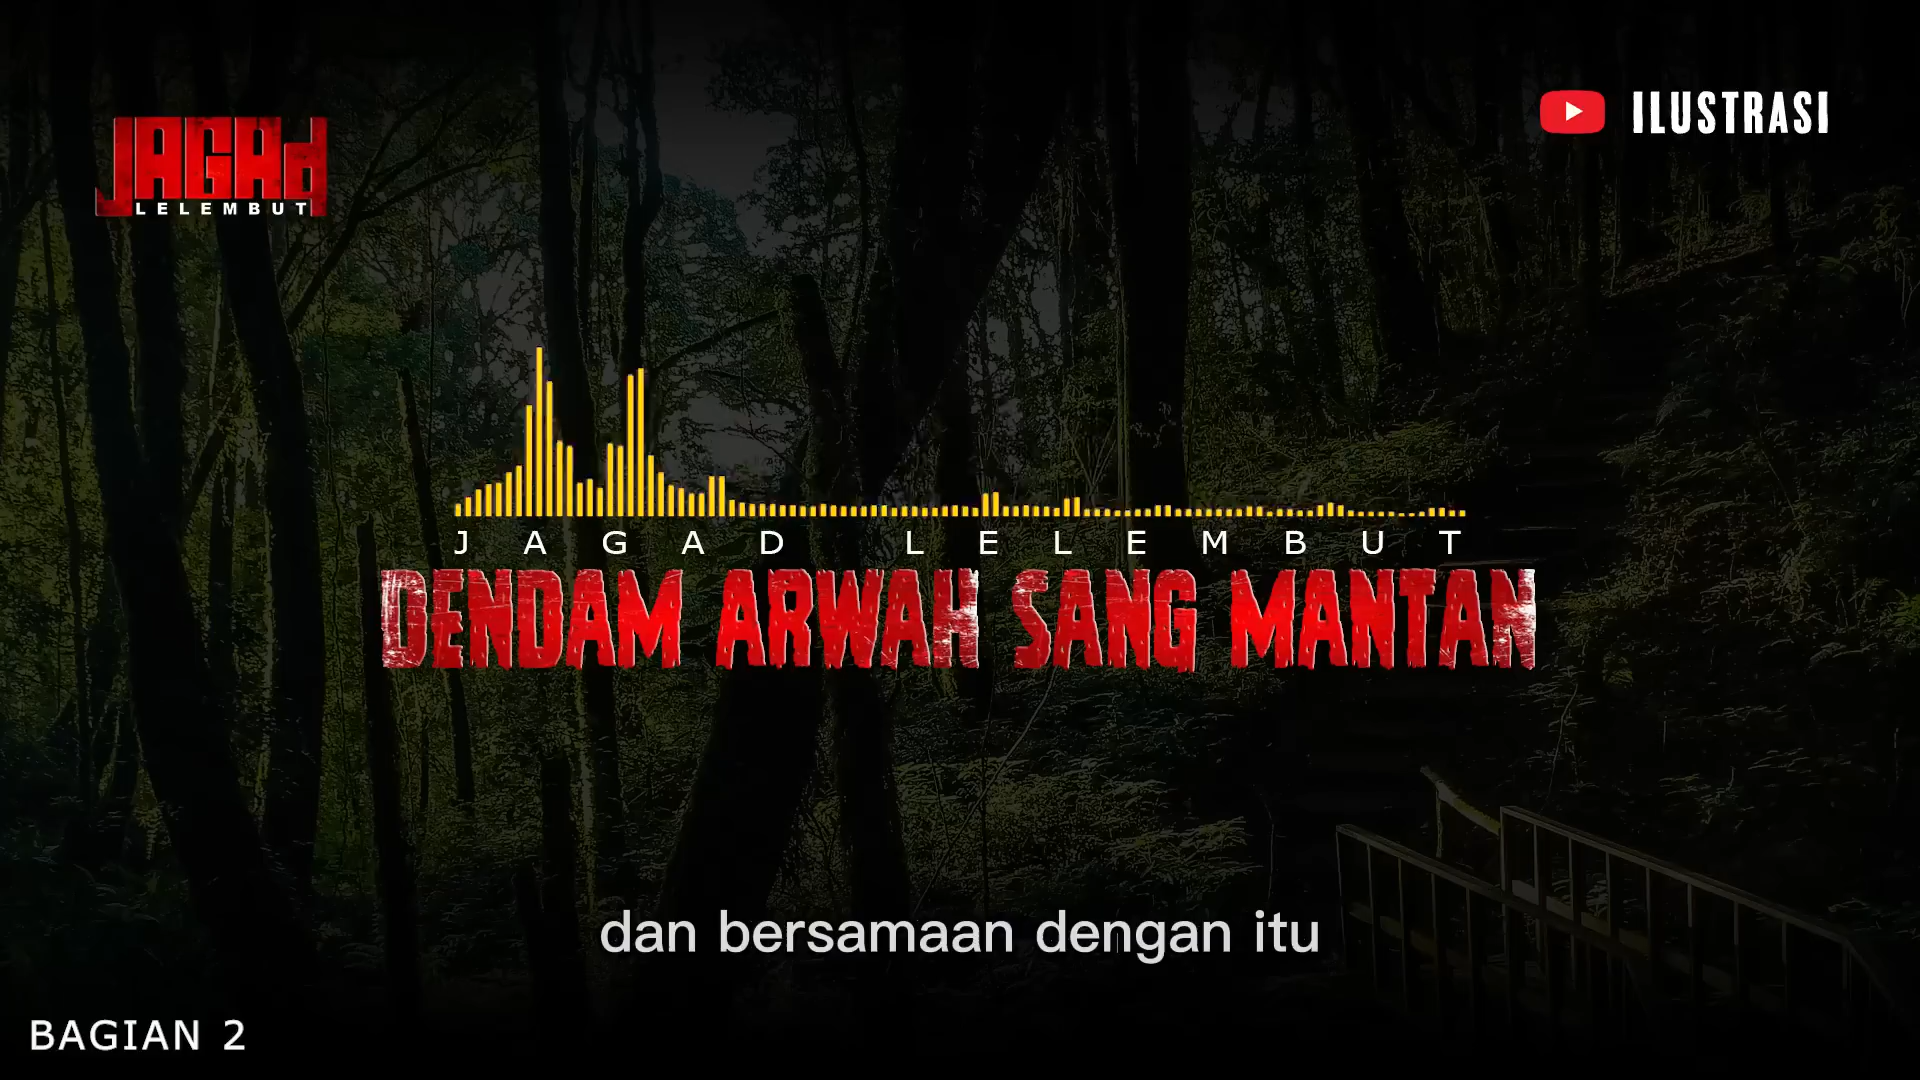 JAGAd
LELEMBUT
ILUSTRASI
JAGAD LELEMBUT
DENDAM ARWAH SANG MANTAN
dan bersamaan dengan itu
BAGIAN 2